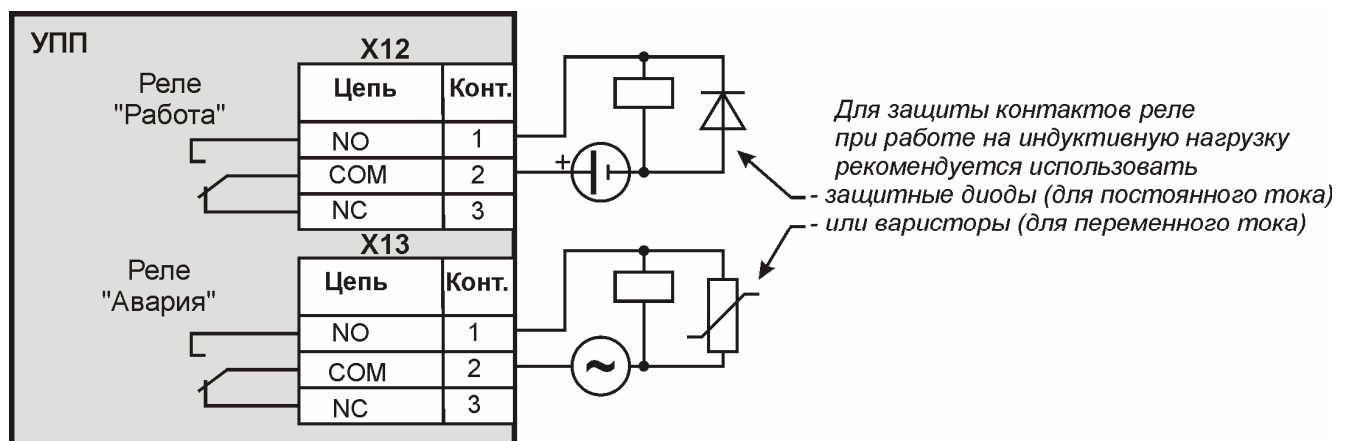 УПП
X12
Реле
"Работа"
Цепь Конт.
NO 1
COM 2
NC 3
+
Для защиты контактов реле
при работе на индуктивную нагрузку
рекомендуется использовать
- защитные диоды (для постоянного тока)
- или варисторы (для переменного тока)
X13
Реле
"Авария"
Цепь Конт.
NO 1
COM 2
NC 3
~